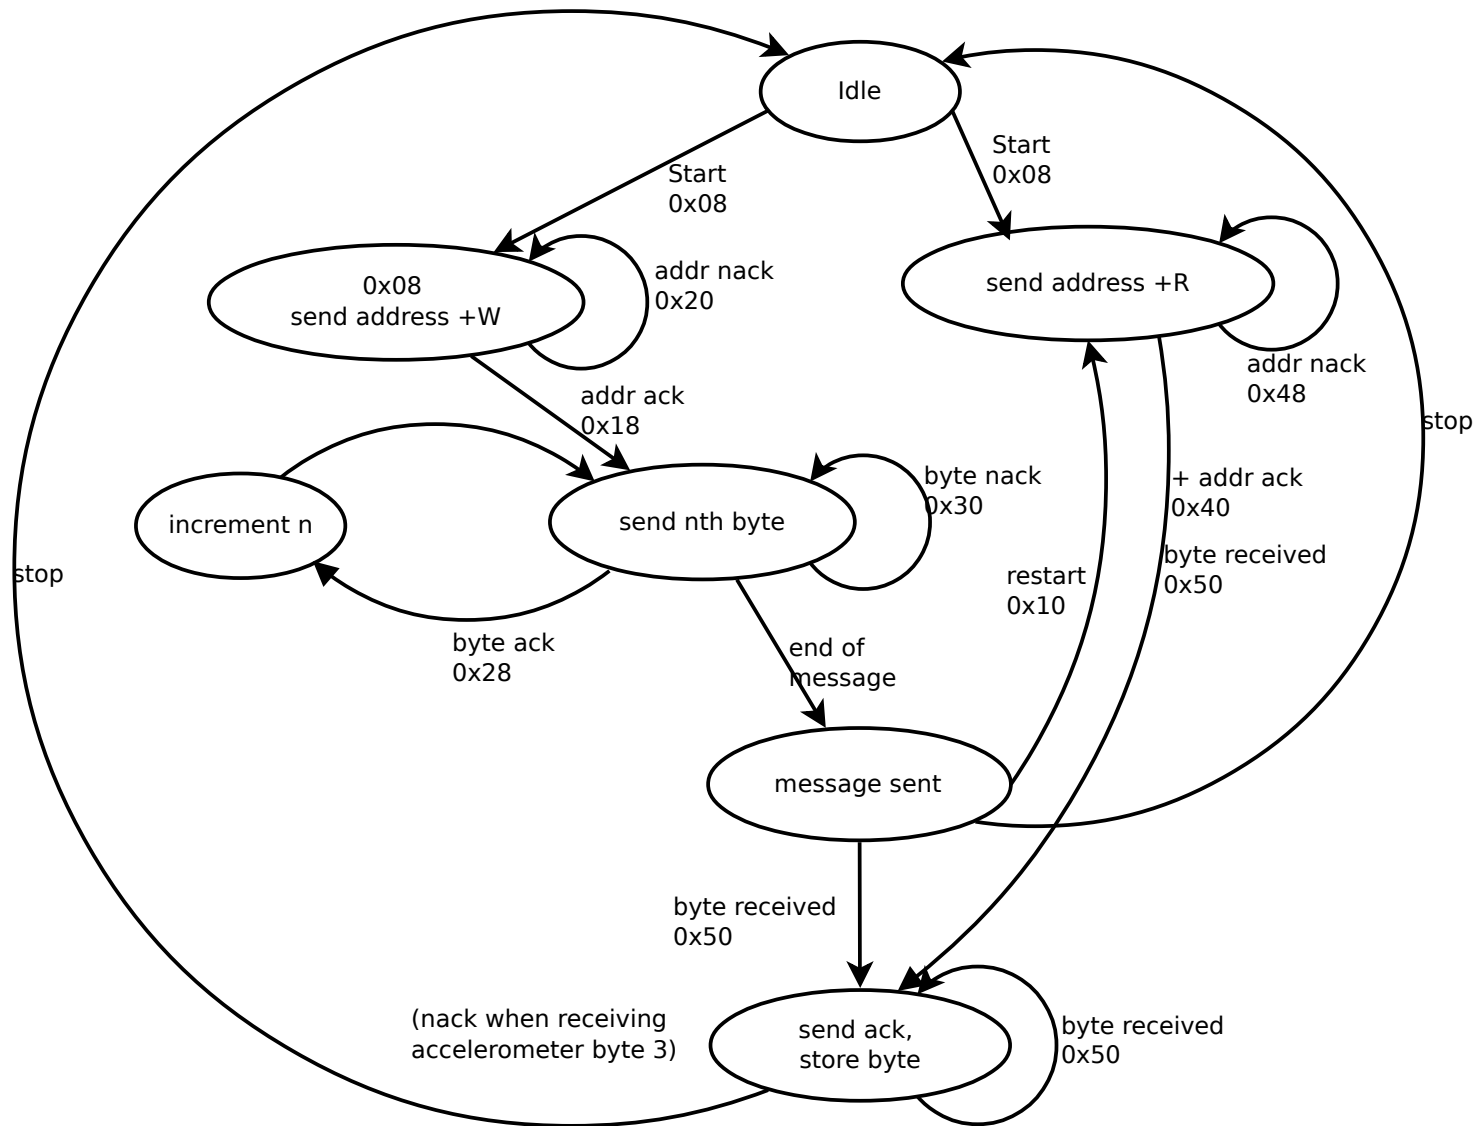 Idle
Start
0x08
Start
0x08
0x08
send address +W
addr nack
0x20
send address +R
addr nack
0x48
addr ack
0x18
stop
increment n
send nth byte
byte nack
0x30
+ addr ack
0x40
byte received
0x50
restart
0x10
stop
byte ack
0x28
end of
message
message sent
byte received
0x50
(nack when receiving
accelerometer byte 3)
send ack,
store byte
byte received
0x50